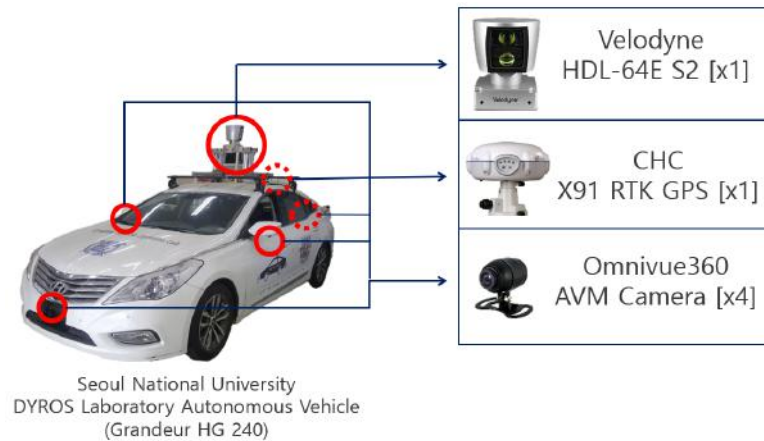 Velodyne
HDL-64E S2 [x1]
Velodyne
CHC
X91 RTK GPS [x1]
Omnivue360
AVM Camera [x4]
Seoul National University
DYROS Laboratory Autonomous Vehicle
(Grandeur HG 240)